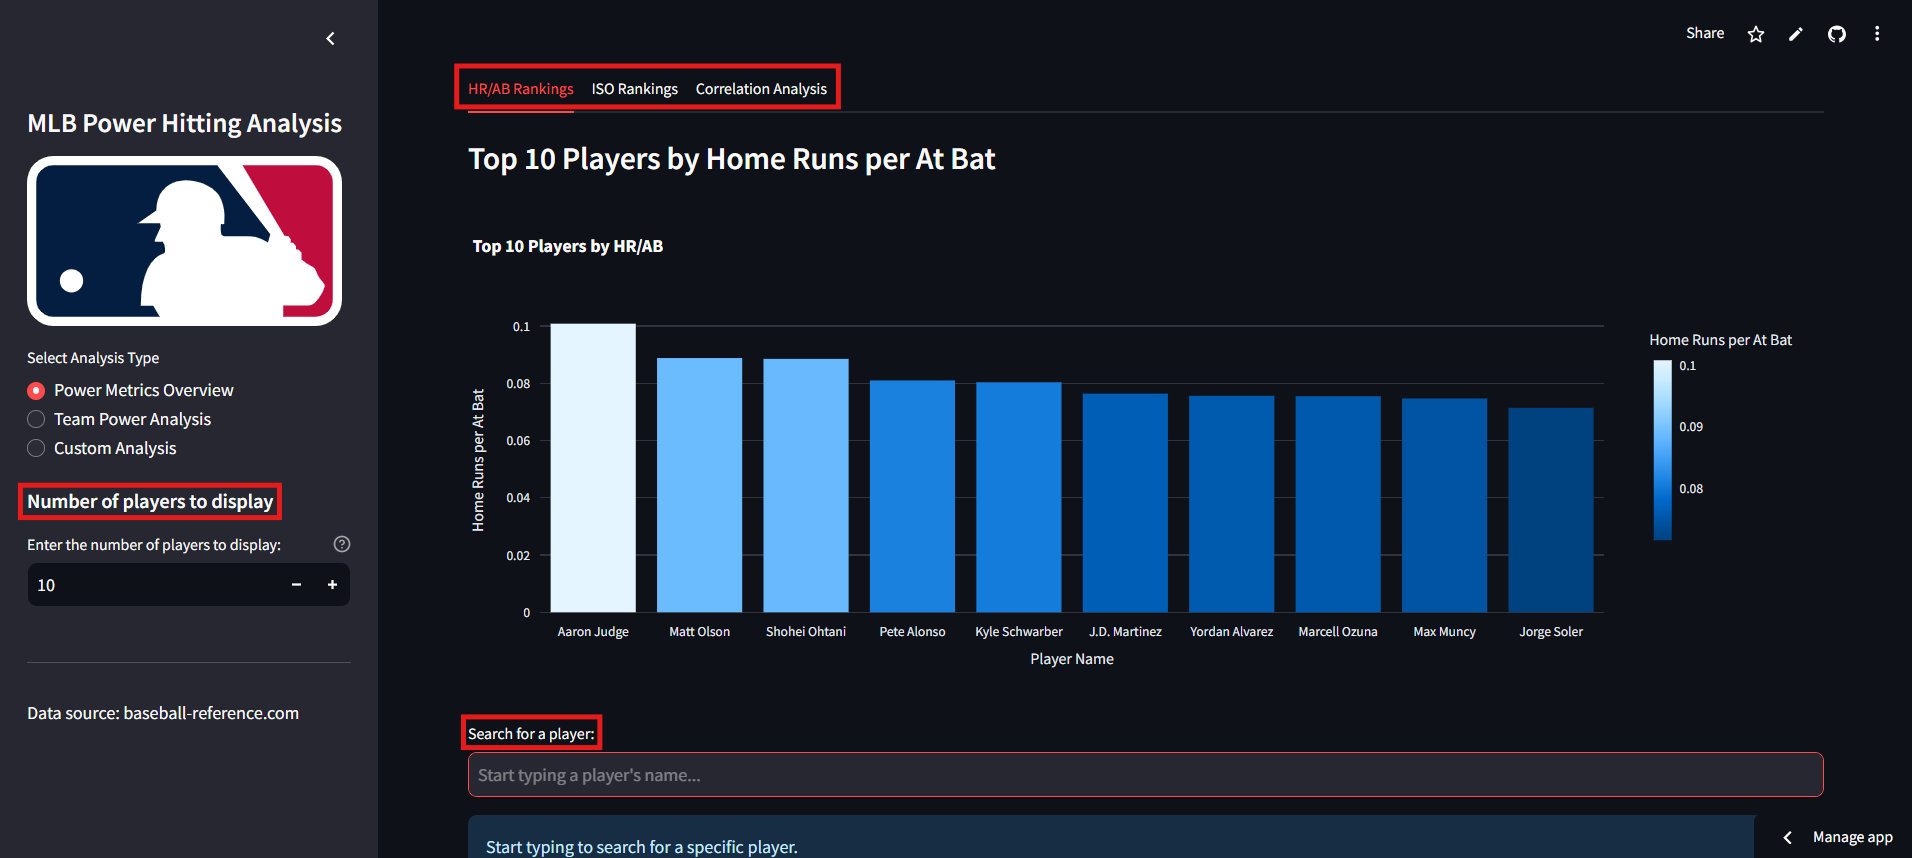 MLB Power Hitting Analysis
Select Analysis Type
Power Metrics Overview
Team Power Analysis
Custom Analysis
Number of players to display
Enter the number of players to display:
10
Data source: baseball-reference.com
Share
HR/AB Rankings ISO Rankings Correlation Analysis
Top 10 Players by Home Runs per At Bat
Top 10 Players by HR/AB
Home Runs per At Bat
0.1
0.08
0.06
0.04
0.02
0
Aaron Judge Matt Olson Shohei Ohtani Pete Alonso Kyle Schwarber J.D. Martinez Yordan Alvarez Marcell Ozuna Max Muncy Jorge Soler
Player Name
Home Runs per At Bat
0.1
0.09
0.08
Search for a player:
Start typing a player's name...
Start typing to search for a specific player.
Manage app